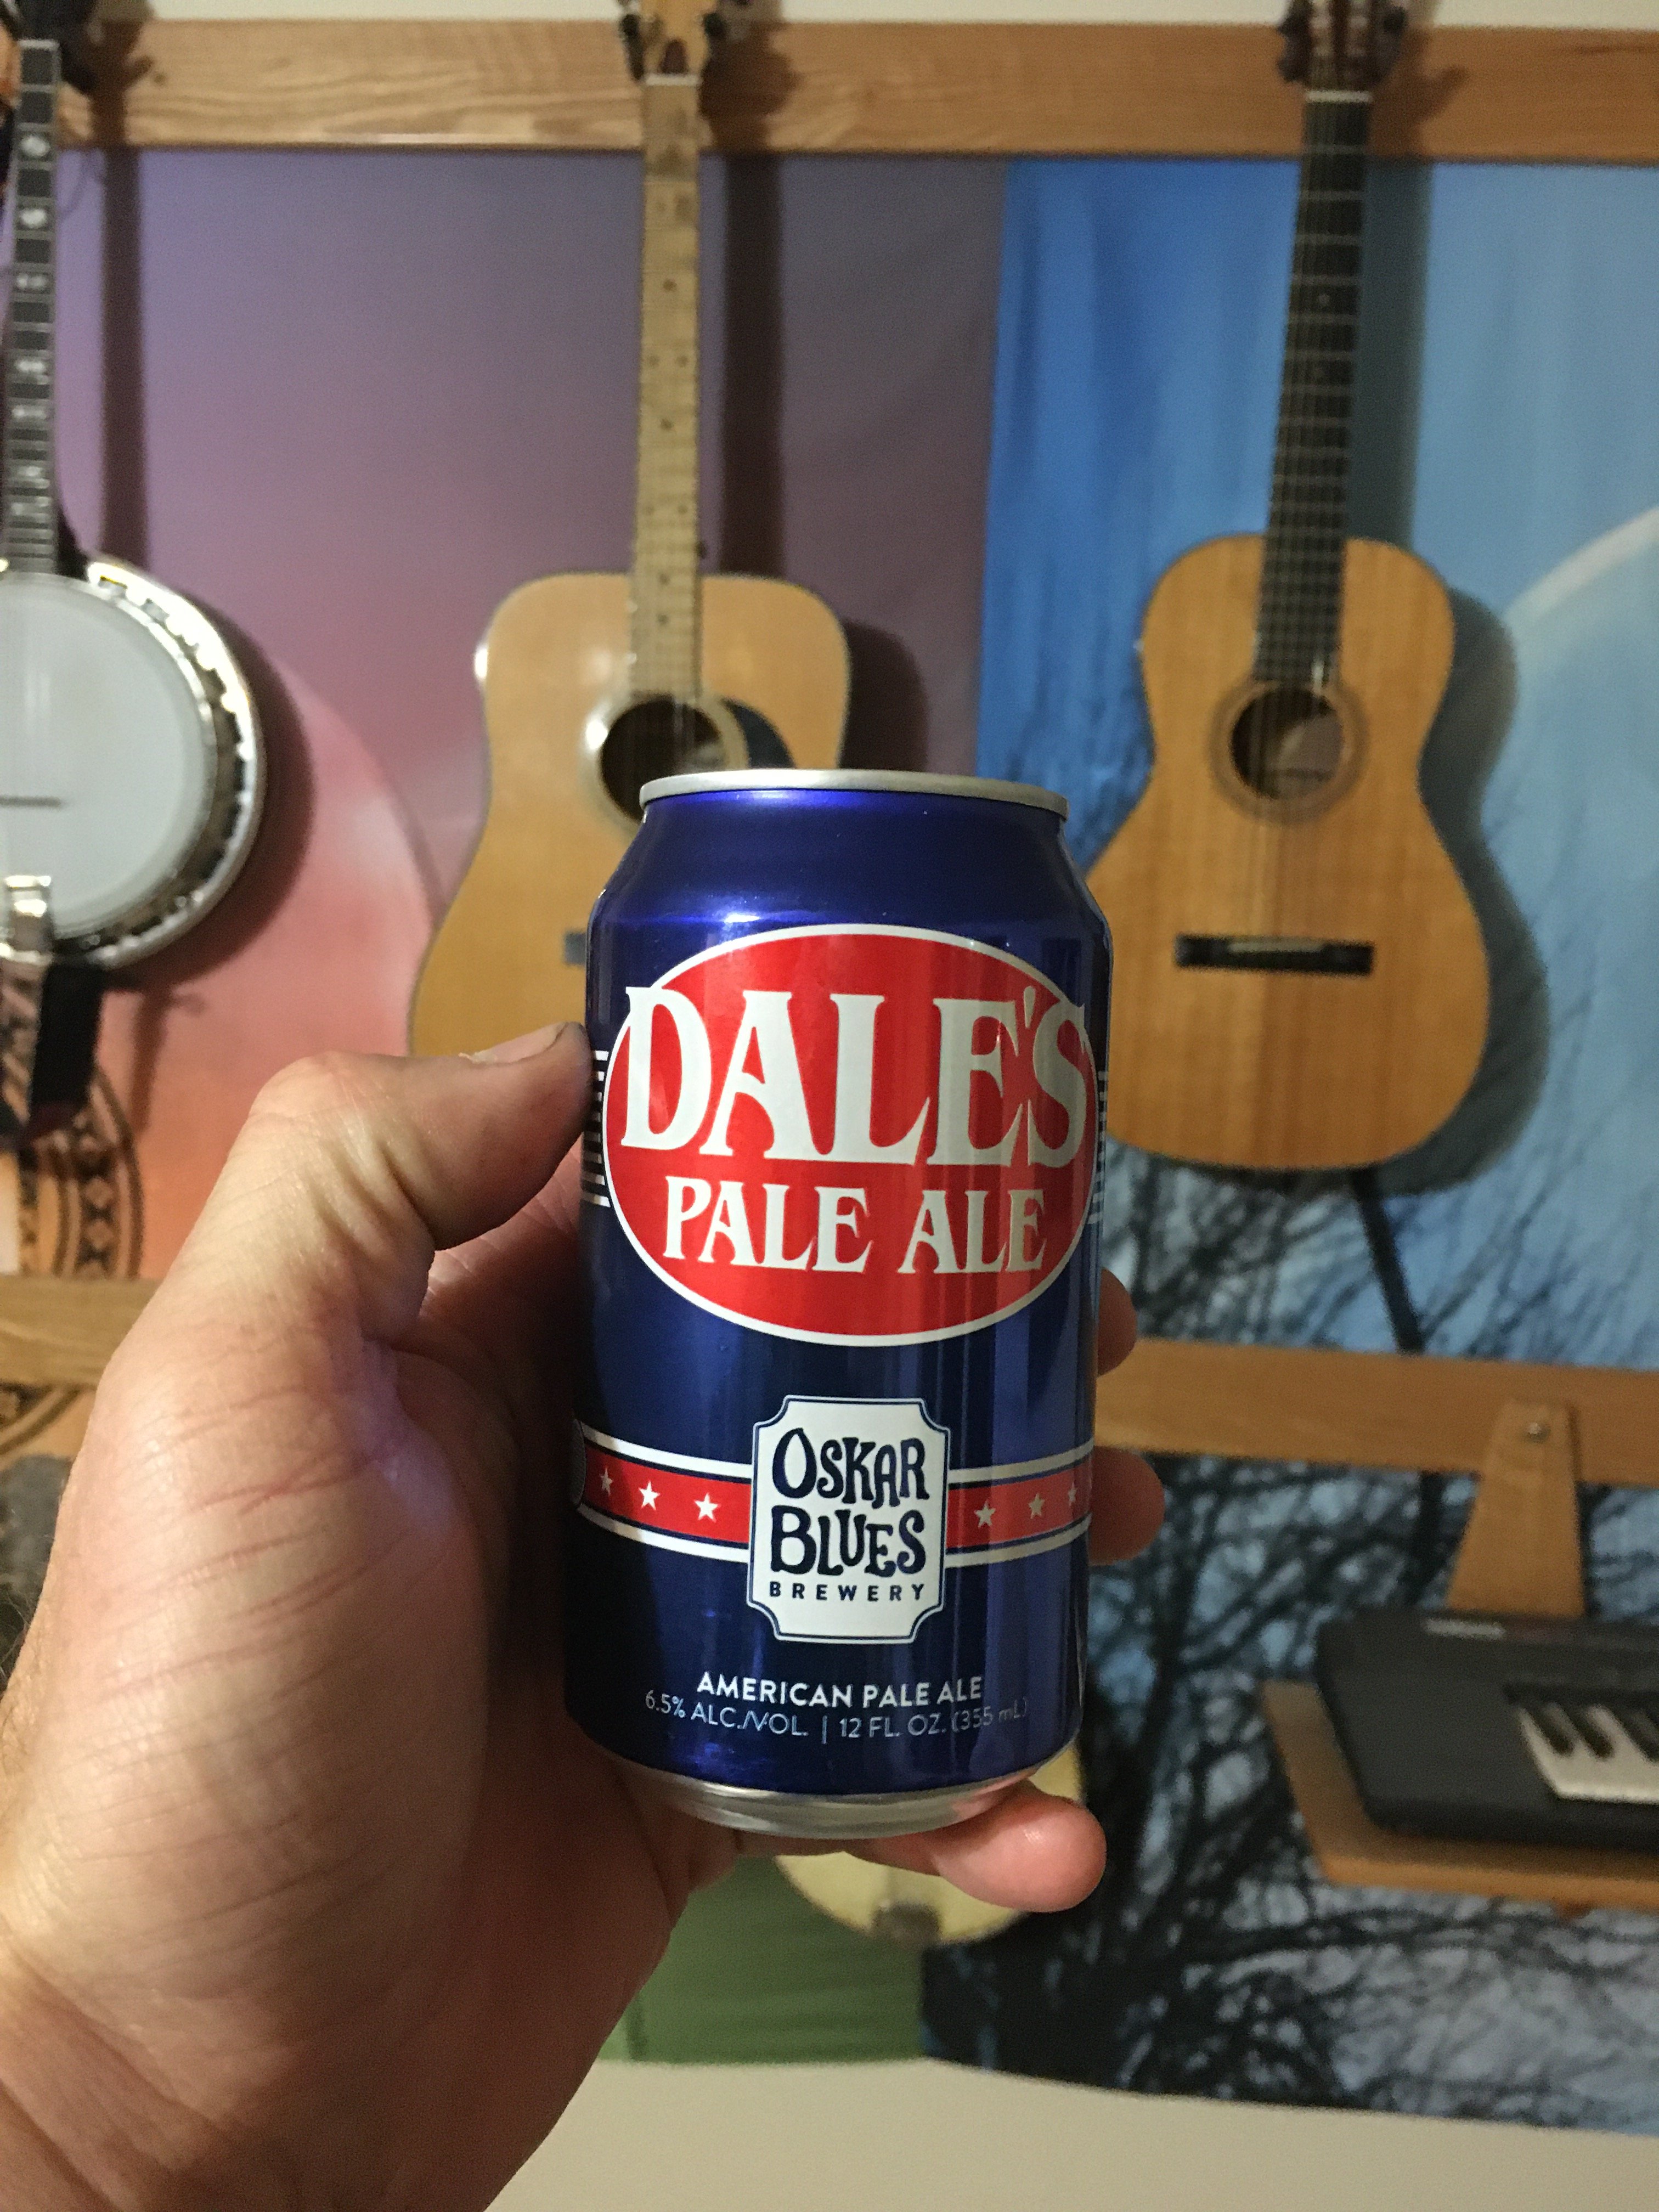 DALE'S
PALE ALE
OSKAR
BLUES
BREWERY
AMERICAN PALE ALE
6.5% ALC./VOL. | 12 FL. OZ. (355 mL)